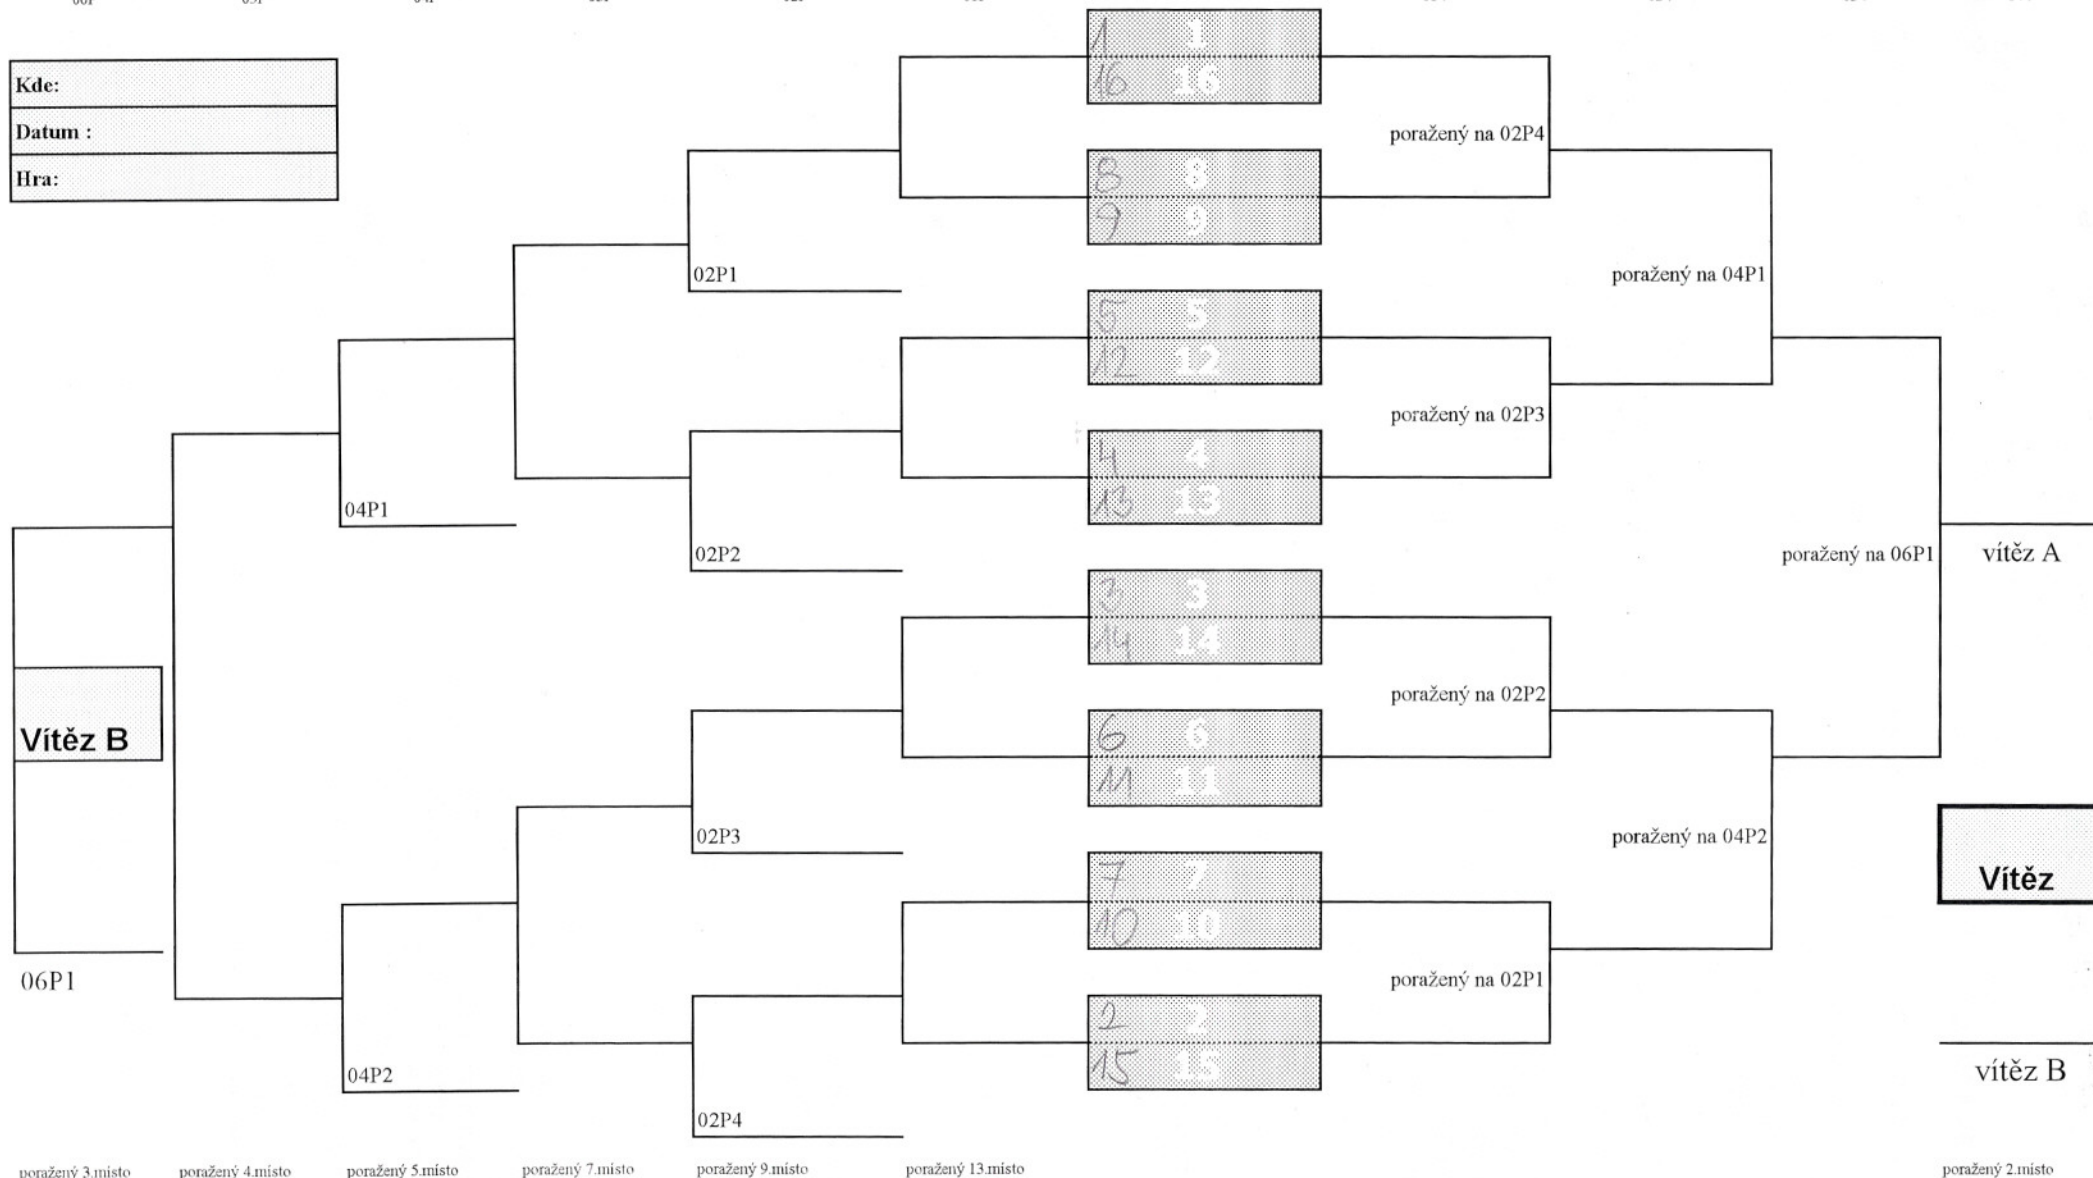 Kde:
Datum :
Hra:
1 1
16 16
poražený na 02P4
8 8
9 9
02P1
poražený na 04P1
5 5
12 12
poražený na 02P3
4 4
13 13
04P1
02P2
poražený na 06P1
vítěz A
3 3
14 14
poražený na 02P2
6 6
11 11
Vítěz B
02P3
poražený na 04P2
7 7
10 10
Vítěz
06P1
poražený na 02P1
2 2
15 15
04P2
vítěz B
02P4
poražený 3.místo
poražený 4.místo
poražený 5.místo
poražený 7.místo
poražený 9.místo
poražený 13.místo
poražený 2.místo